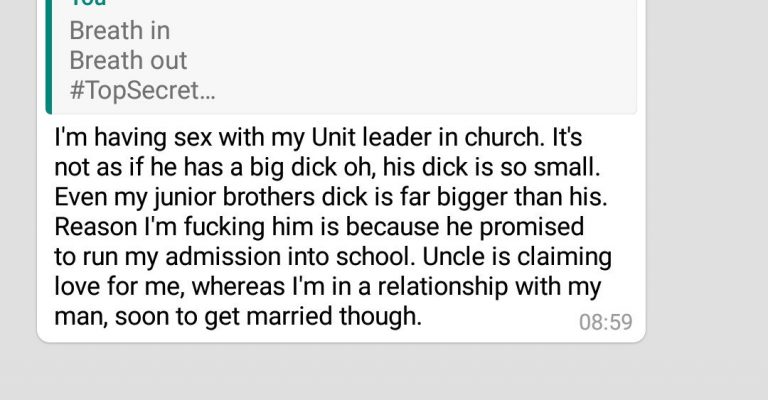 You
Breath in
Breath out
#TopSecret...
I'm having sex with my Unit leader in church. It's
not as if he has a big dick oh, his dick is so small.
Even my junior brothers dick is far bigger than his.
Reason I'm fucking him is because he promised
to run my admission into school. Uncle is claiming
love for me, whereas I'm in a relationship with my
man, soon to get married though.
08:59